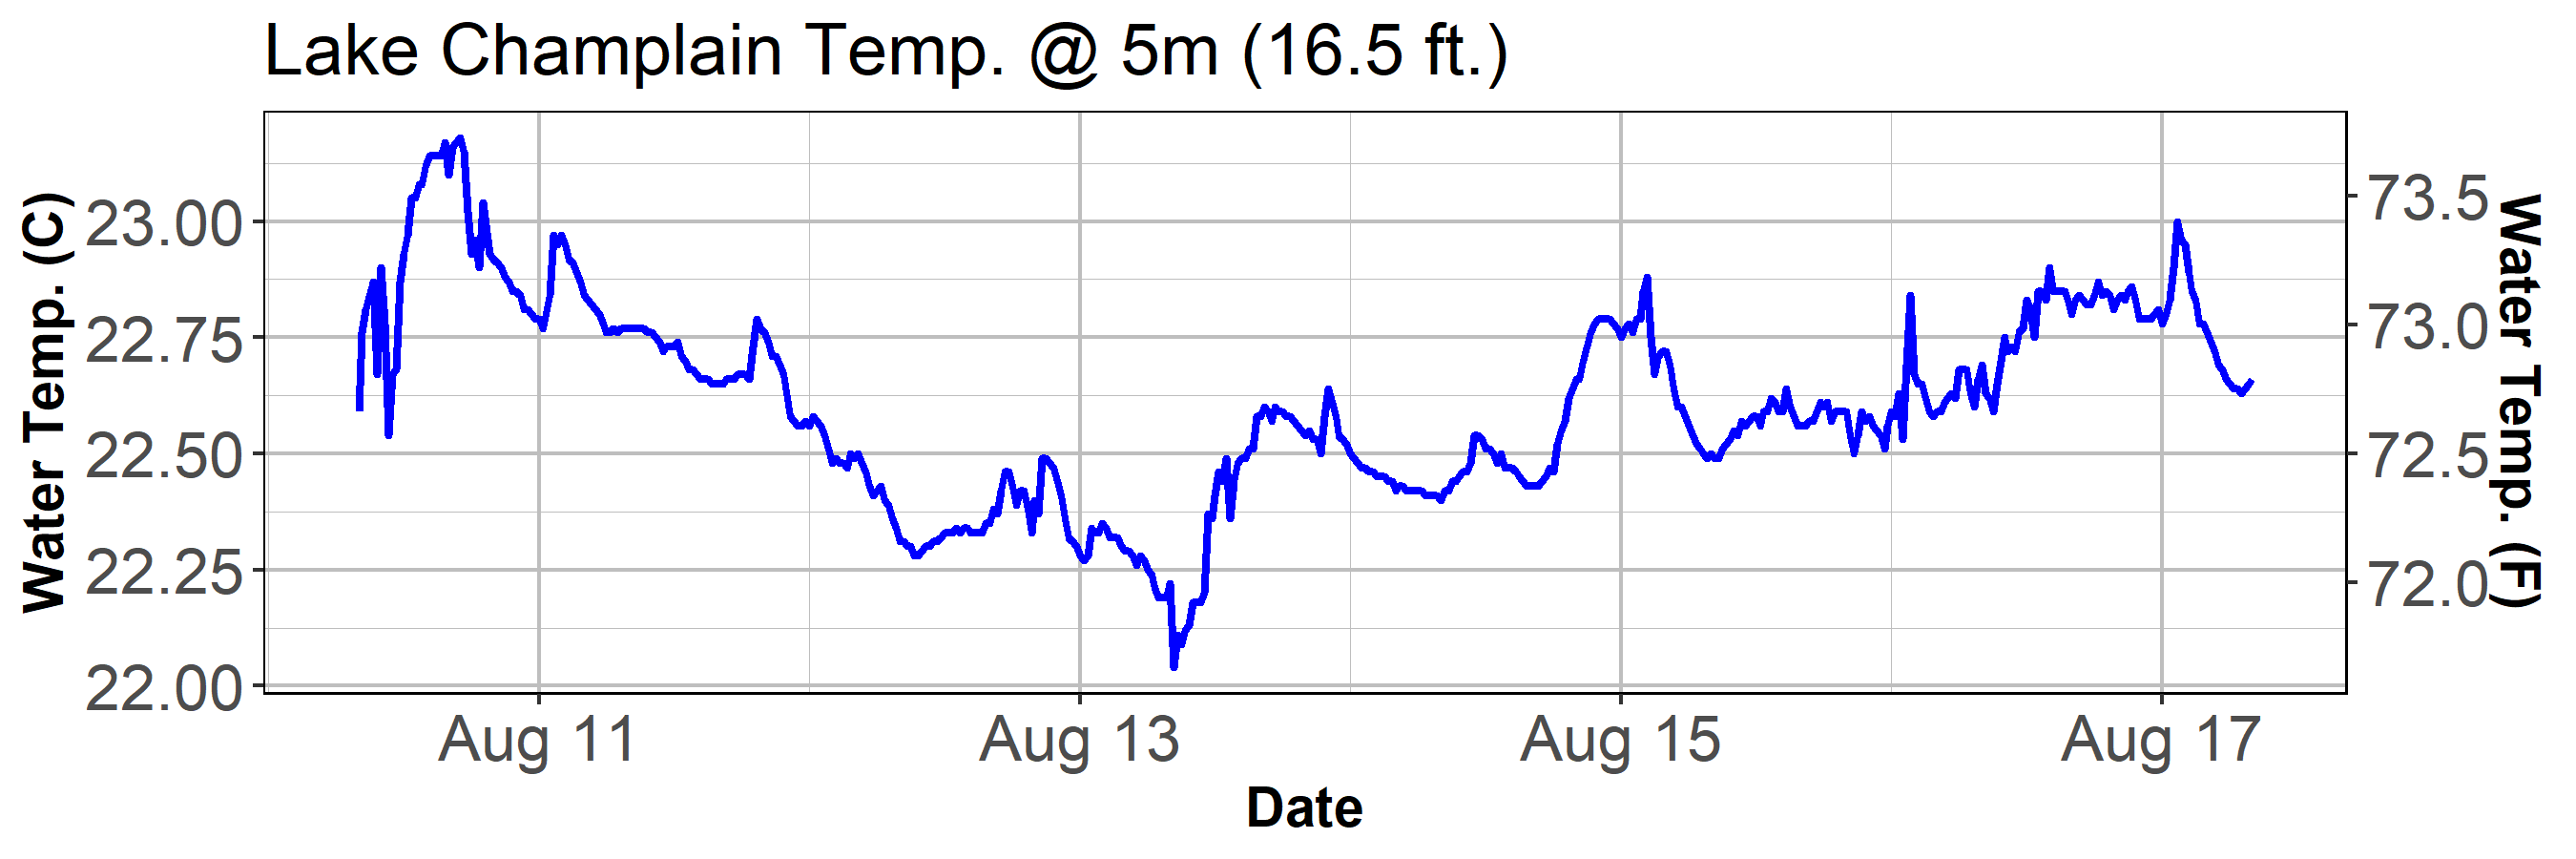 Lake Champlain Temp. @ 5m (16.5 ft.)
Water Temp. (C)
23.00
22.75
22.50
22.25
22.00
73.5
73.0
72.5
72.0
Water Temp. (F)
Aug 11
Aug 13
Aug 15
Aug 17
Date